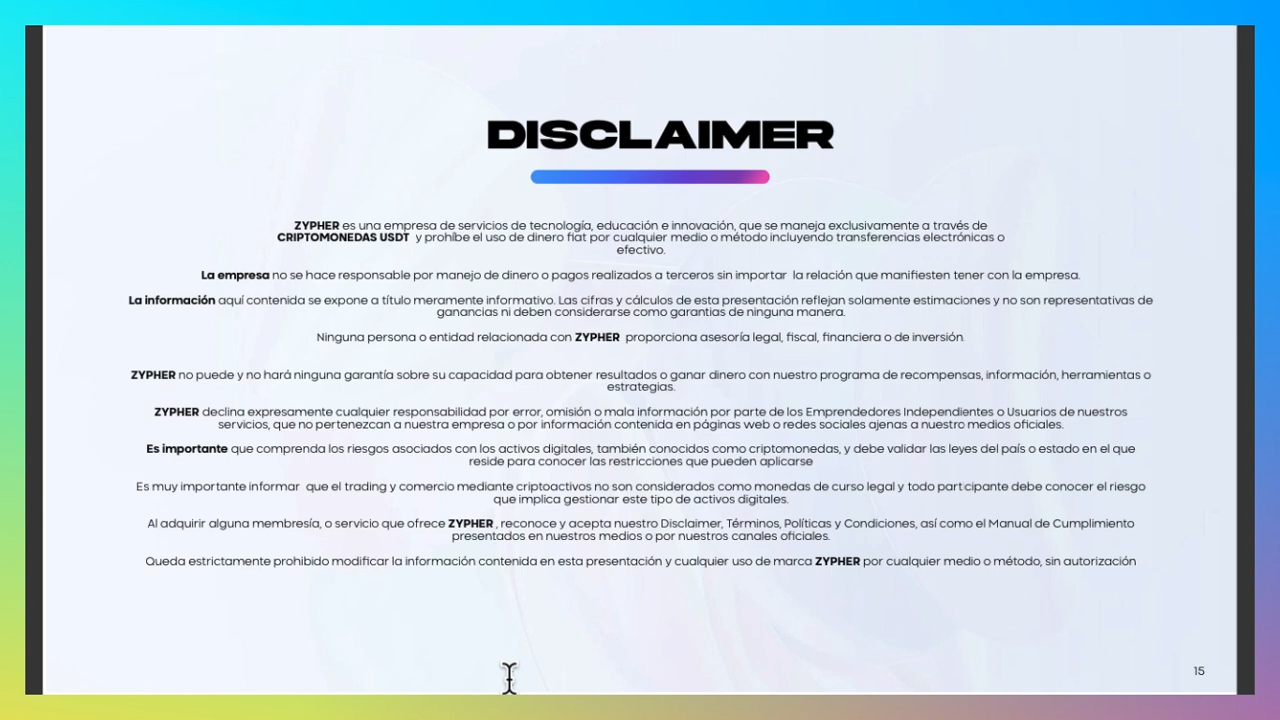 DISCLAIMER
ZYPHER es una empresa de servicios de tecnología, educación e innovación, que se maneja exclusivamente a través de
CRIPTOMONEDAS USDT y prohíbe el uso de dinero fiat por cualquier medio o método incluyendo transferencias electrónicas o
efectivo.
La empresa no se hace responsable por manejo de dinero o pagos realizados a terceros sin importar la relación que manifiesten tener con la empresa.
La información aquí contenida se expone a título meramente informativo. Las cifras y cálculos de esta presentación reflejan solamente estimaciones y no son representativas de
ganancias ni deben considerarse como garantias de ninguna manera.
Ninguna persona o entidad relacionada con ZYPHER proporciona asesoría legal, fiscal, financiera o de inversión
ZYPHER no puede y no hará ninguna garantía sobre su capacidad para obtener resultados o ganar dinero con nuestro programa de recompensas, información, herramientas o
estrategias.
ZYPHER declina expresamente cualquier responsabilidad por error, omisión o mala información por parte de los Emprendedores Independientes o Usuarios de nuestros
servicios, que no pertenezcan a nuestra empresa o por información contenida en páginas web o redes sociales ajenas a nuestro medios oficiales.
Es importante que comprenda los riesgos asociados con los activos digitales, también conocidos como criptomonedas, y debe validar las leyes del país o estado en el que
reside para conocer las restricciones que pueden aplicarse
Es muy importante informar que el trading y comercio mediante criptoactivos no son considerados como monedas de curso legal y todo participante debe conocer el riesgo
que implica gestionar este tipo de activos digitales.
Al adquirir alguna membresía, o servicio que ofrece ZYPHER , reconoce y acepta nuestro Disclaimer, Términos, Políticas y Condiciones, así como el Manual de Cumplimiento
presentados en nuestros medios o por nuestros canales oficiales.
Queda estrictamente prohibido modificar la información contenida en esta presentación y cualquier uso de marca ZYPHER por cualquier medio o método, sin autorización
15